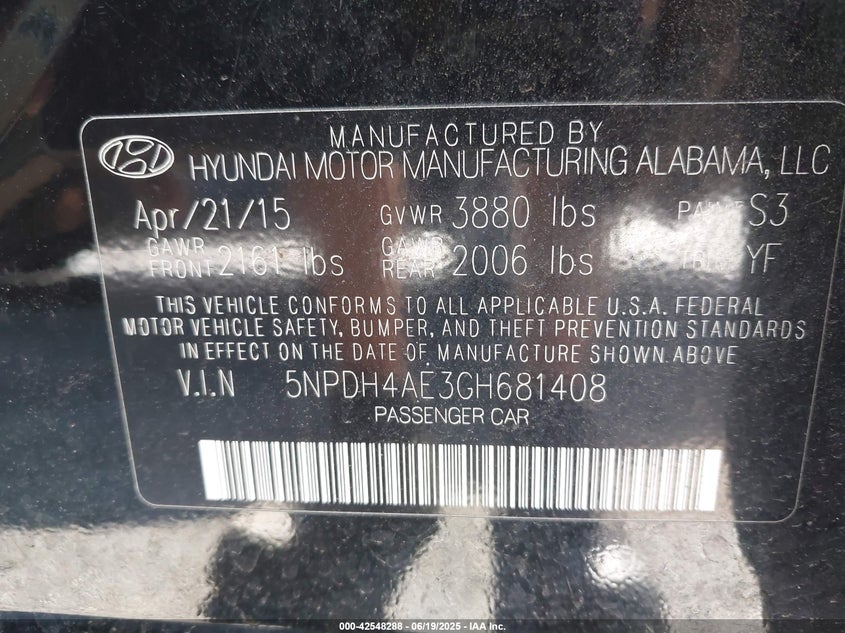 MANUFACTURED BY
HYUNDAI MOTOR MANUFACTURING ALABAMA, LLC
Apr/21/15 GVWR 3880 lbs PAINT S3
GAWR FRONT 2161 lbs GAWR REAR 2006 lbs YF
THIS VEHICLE CONFORMS TO ALL APPLICABLE U.S.A. FEDERAL
MOTOR VEHICLE SAFETY, BUMPER, AND THEFT PREVENTION STANDARDS
IN EFFECT ON THE DATE OF MANUFACTURE SHOWN ABOVE.
V.I.N 5NPDH4AE3GH681408
PASSENGER CAR
000-42548288 - 06/19/2025 - IAA Inc.